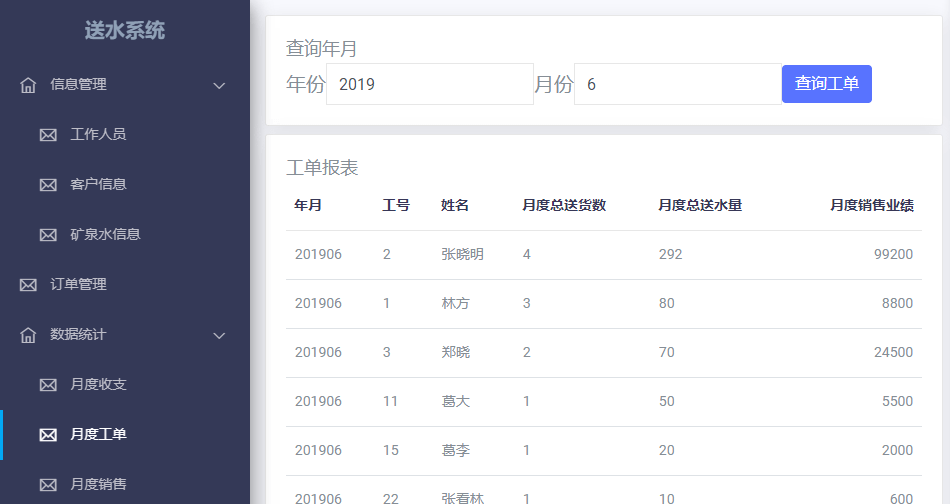 送水系统
信息管理
工作人员
客户信息
矿泉水信息
订单管理
数据统计
月度收支
月度工单
月度销售
查询年月
年份 2019 月份 6 查询工单
工单报表
年月 工号 姓名 月度总送货数 月度总送水量 月度销售业绩
201906 2 张晓明 4 292 99200
201906 1 林方 3 80 8800
201906 3 郑晓 2 70 24500
201906 11 葛大 1 50 5500
201906 15 葛李 1 20 2000
201906 22 张看林 1 10 600